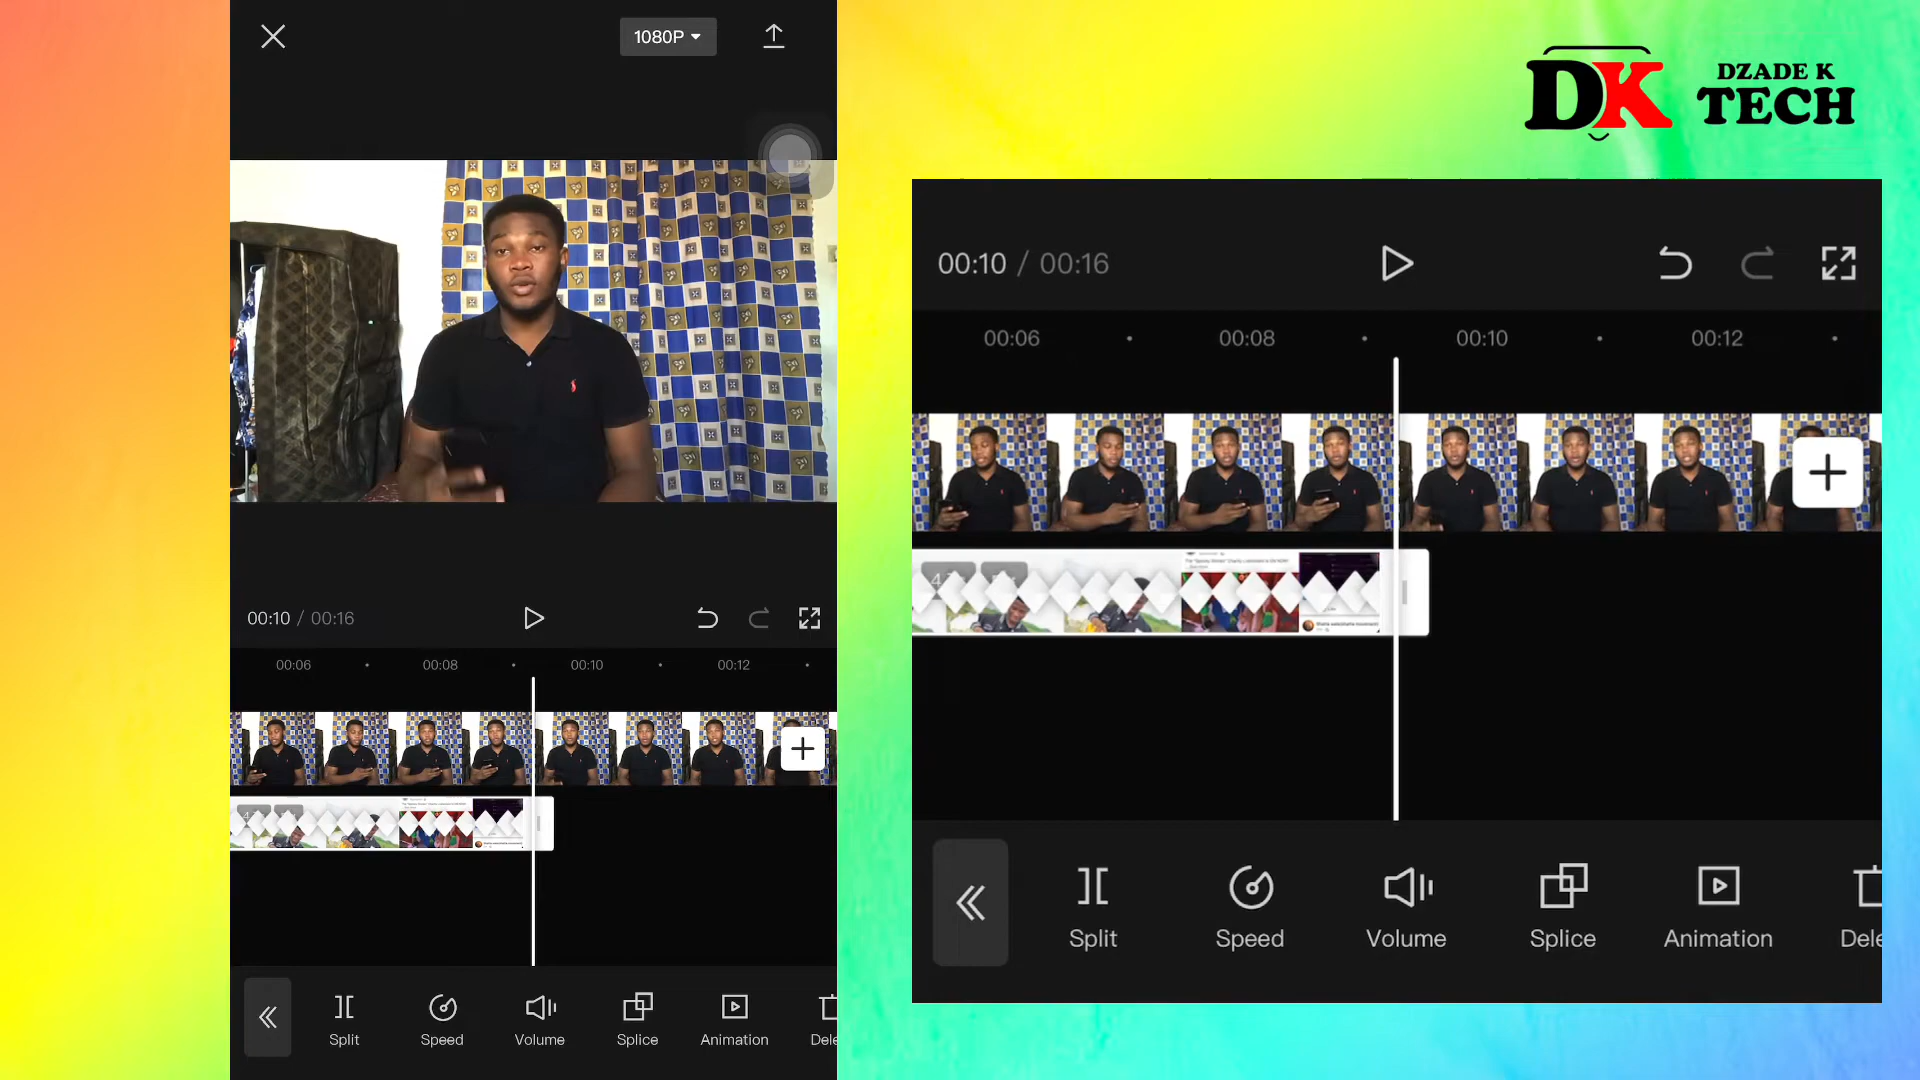 1080P
DK
DZADE K
TECH
00:10 / 00:16
00:06
00:08
00:10
00:12
Split
Speed
Volume
Splice
Animation
Dele
00:10 / 00:16
00:06
00:08
00:10
00:12
Split
Speed
Volume
Splice
Animation
Dele